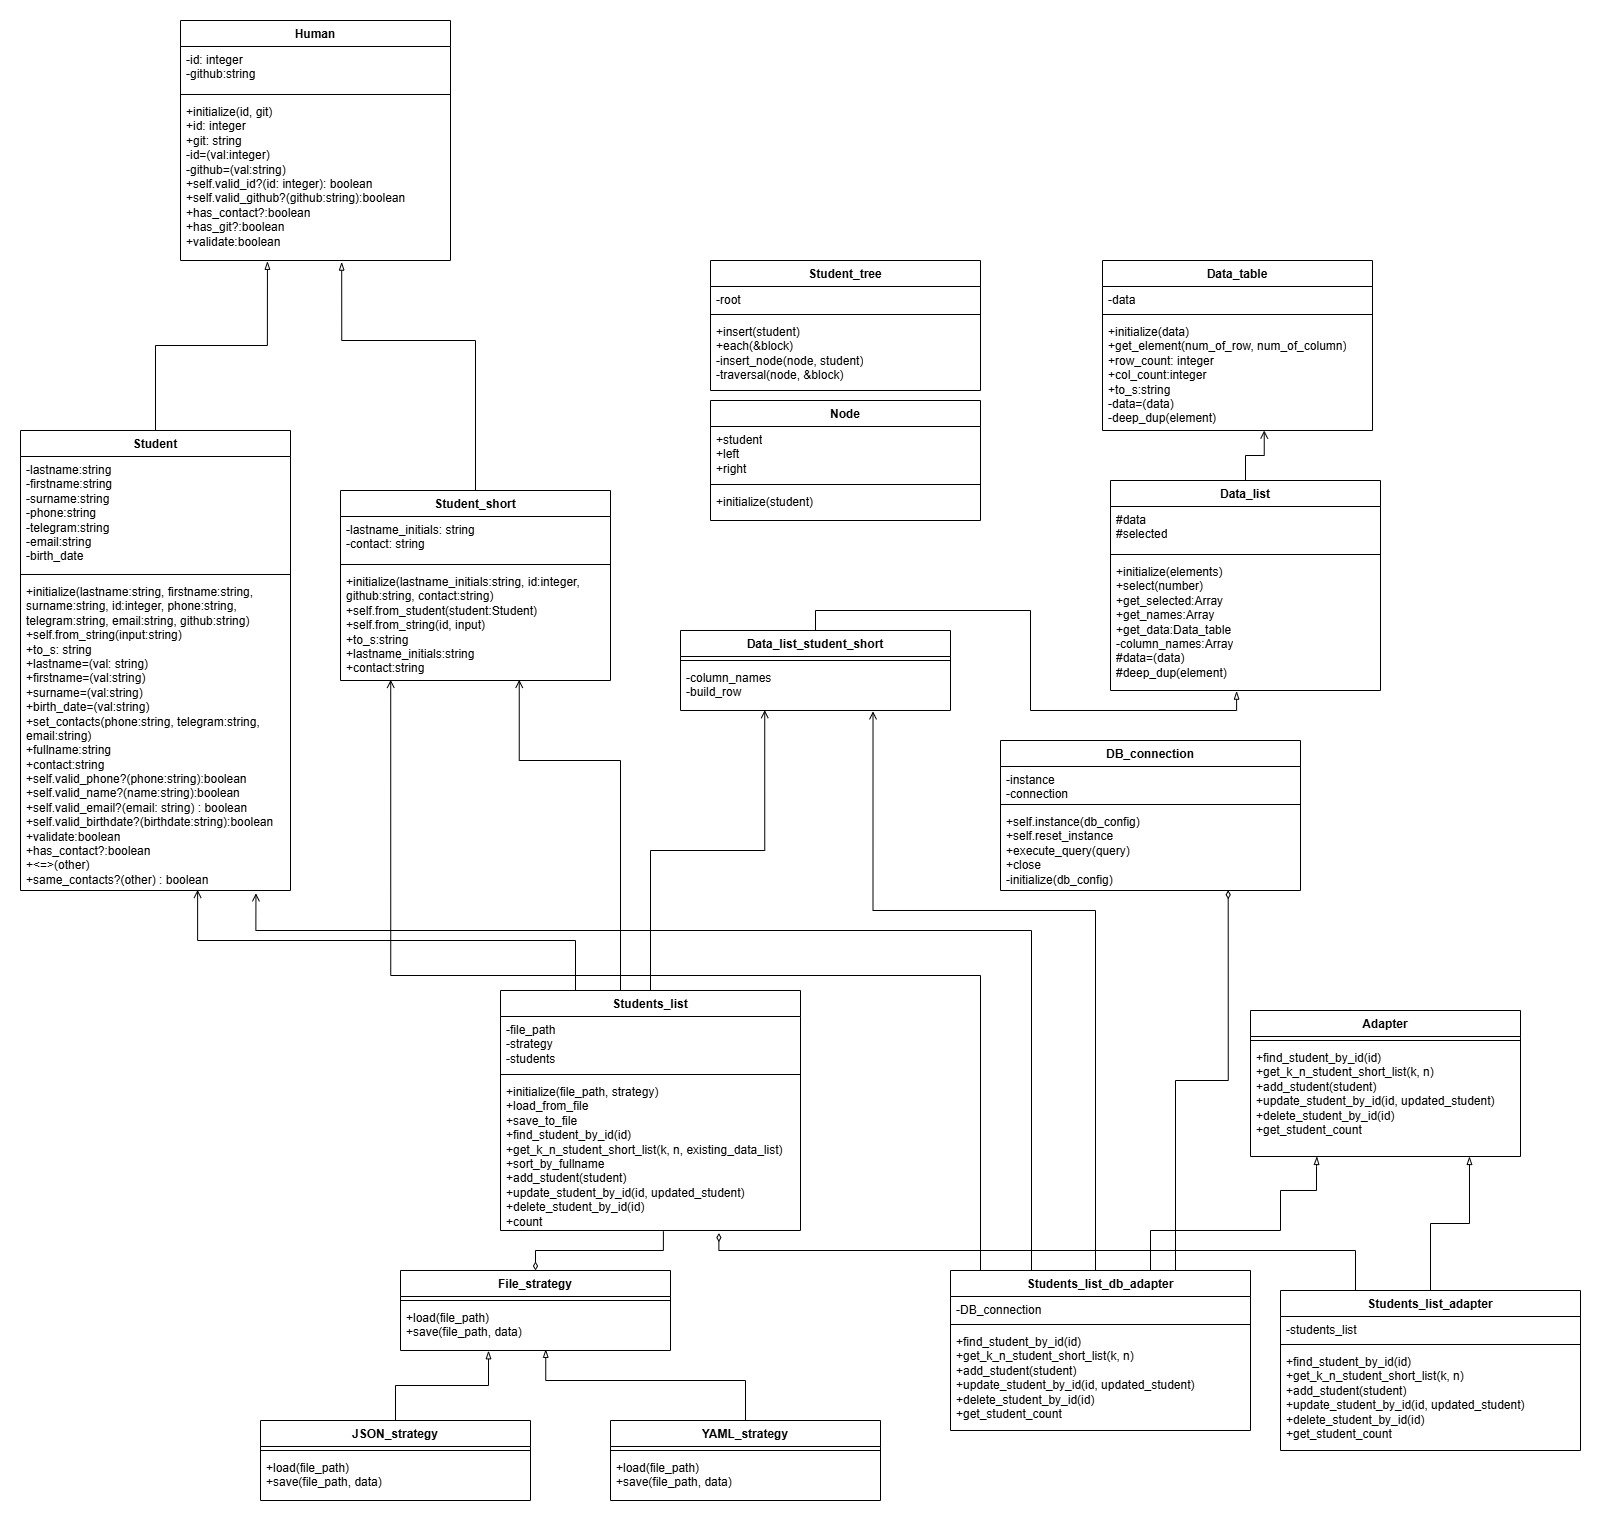 Human
-id: integer
-github:string
+initialize(id, git)
+id: integer
+git: string
-id=(val:integer)
-github=(val:string)
+self.valid_id?(id: integer): boolean
+self.valid_github?(github:string):boolean
+has_contact?:boolean
+has_git?:boolean
+validate:boolean
Student_tree
-root
+insert(student)
+each(&block)
-insert_node(node, student)
-traversal(node, &block)
Data_table
-data
+initialize(data)
+get_element(num_of_row, num_of_column)
+row_count: integer
+col_count:integer
+to_s:string
-data=(data)
-deep_dup(element)
Node
+student
+left
+right
+initialize(student)
Student
-lastname:string
-firstname:string
-surname:string
-phone:string
-telegram:string
-email:string
-birth_date
+initialize(lastname:string, firstname:string,
surname:string, id:integer, phone:string,
telegram:string, email:string, github:string)
+self.from_string(input:string)
+to_s: string
+lastname=(val: string)
+firstname=(val:string)
+surname=(val:string)
+birth_date=(val:string)
+set_contacts(phone:string, telegram:string,
email:string)
+fullname:string
+contact:string
+self.valid_phone?(phone:string):boolean
+self.valid_name?(name:string):boolean
+self.valid_email?(email: string) : boolean
+self.valid_birthdate?(birthdate:string):boolean
+validate:boolean
+has_contact?:boolean
+<=>(other)
+same_contacts?(other) : boolean
Student_short
-lastname_initials: string
-contact: string
+initialize(lastname_initials:string, id:integer,
github:string, contact:string)
+self.from_student(student:Student)
+self.from_string(id, input)
+to_s:string
+lastname_initials:string
+contact:string
Data_list
#data
#selected
+initialize(elements)
+select(number)
+get_selected:Array
+get_names:Array
+get_data:Data_table
-column_names:Array
#data=(data)
#deep_dup(element)
Data_list_student_short
-column_names
-build_row
DB_connection
-instance
-connection
+self.instance(db_config)
+self.reset_instance
+execute_query(query)
+close
-initialize(db_config)
Students_list
-file_path
-strategy
-students
+initialize(file_path, strategy)
+load_from_file
+save_to_file
+find_student_by_id(id)
+get_k_n_student_short_list(k, n, existing_data_list)
+sort_by_fullname
+add_student(student)
+update_student_by_id(id, updated_student)
+delete_student_by_id(id)
+count
Adapter
+find_student_by_id(id)
+get_k_n_student_short_list(k, n)
+add_student(student)
+update_student_by_id(id, updated_student)
+delete_student_by_id(id)
+get_student_count
File_strategy
+load(file_path)
+save(file_path, data)
Students_list_db_adapter
-DB_connection
+find_student_by_id(id)
+get_k_n_student_short_list(k, n)
+add_student(student)
+update_student_by_id(id, updated_student)
+delete_student_by_id(id)
+get_student_count
Students_list_adapter
-students_list
+find_student_by_id(id)
+get_k_n_student_short_list(k, n)
+add_student(student)
+update_student_by_id(id, updated_student)
+delete_student_by_id(id)
+get_student_count
JSON_strategy
+load(file_path)
+save(file_path, data)
YAML_strategy
+load(file_path)
+save(file_path, data)